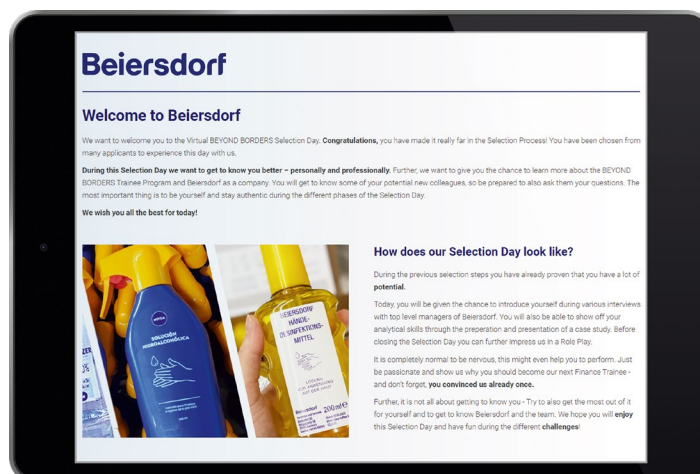 Beiersdorf
Welcome to Beiersdorf
We want to welcome you to the Virtual BEYOND BORDERS Selection Day. Congratulations, you have made it really far in the Selection Process! You have been chosen from
many applicants to experience this day with us.
During this Selection Day we want to get to know you better – personally and professionally. Further, we want to give you the chance to learn more about the BEYOND
BORDERS Trainee Program and Beiersdorf as a company. You will get to know some of your potential new colleagues, so be prepared to also ask them your questions. The
most important thing is to be yourself and stay authentic during the different phases of the Selection Day.
We wish you all the best for today!
NIVEA
SOLUCIÓN
HIDROALCOHÓLICA
BEIERSDORF
HÄNDE-
DESINFEKTIONS-
MITTEL
Beiersdorf
200 ml
How does our Selection Day look like?
During the previous selection steps you have already proven that you have a lot of
potential.
Today, you will be given the chance to introduce yourself during various interviews
with top level managers of Beiersdorf. You will also be able to show off your
analytical skills through the preparation and presentation of a case study. Before
closing the Selection Day you can further impress us in a Role Play.
It is completely normal to be nervous, this might even help you to perform. Just
be passionate and show us why you should become our next Finance Trainee -
and don't forget, you convinced us already once.
Further, it is not all about getting to know you - Try to also get the most out of it
for yourself and to get to know Beiersdorf and the team. We hope you will enjoy
this Selection Day and have fun during the different challenges!